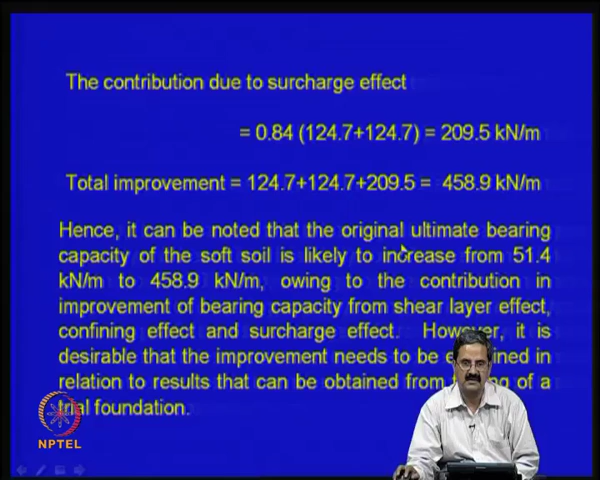 The contribution due to surcharge effect
= 0.84 (124.7+124.7) = 209.5 kN/m
Total improvement = 124.7+124.7+209.5 = 458.9 kN/m
Hence, it can be noted that the original ultimate bearing
capacity of the soft soil is likely to increase from 51.4
kN/m to 458.9 kN/m, owing to the contribution in
improvement of bearing capacity from shear layer effect,
confining effect and surcharge effect. However, it is
desirable that the improvement needs to be in
relation to results that can be obtained from of a
trial foundation.
NPTEL